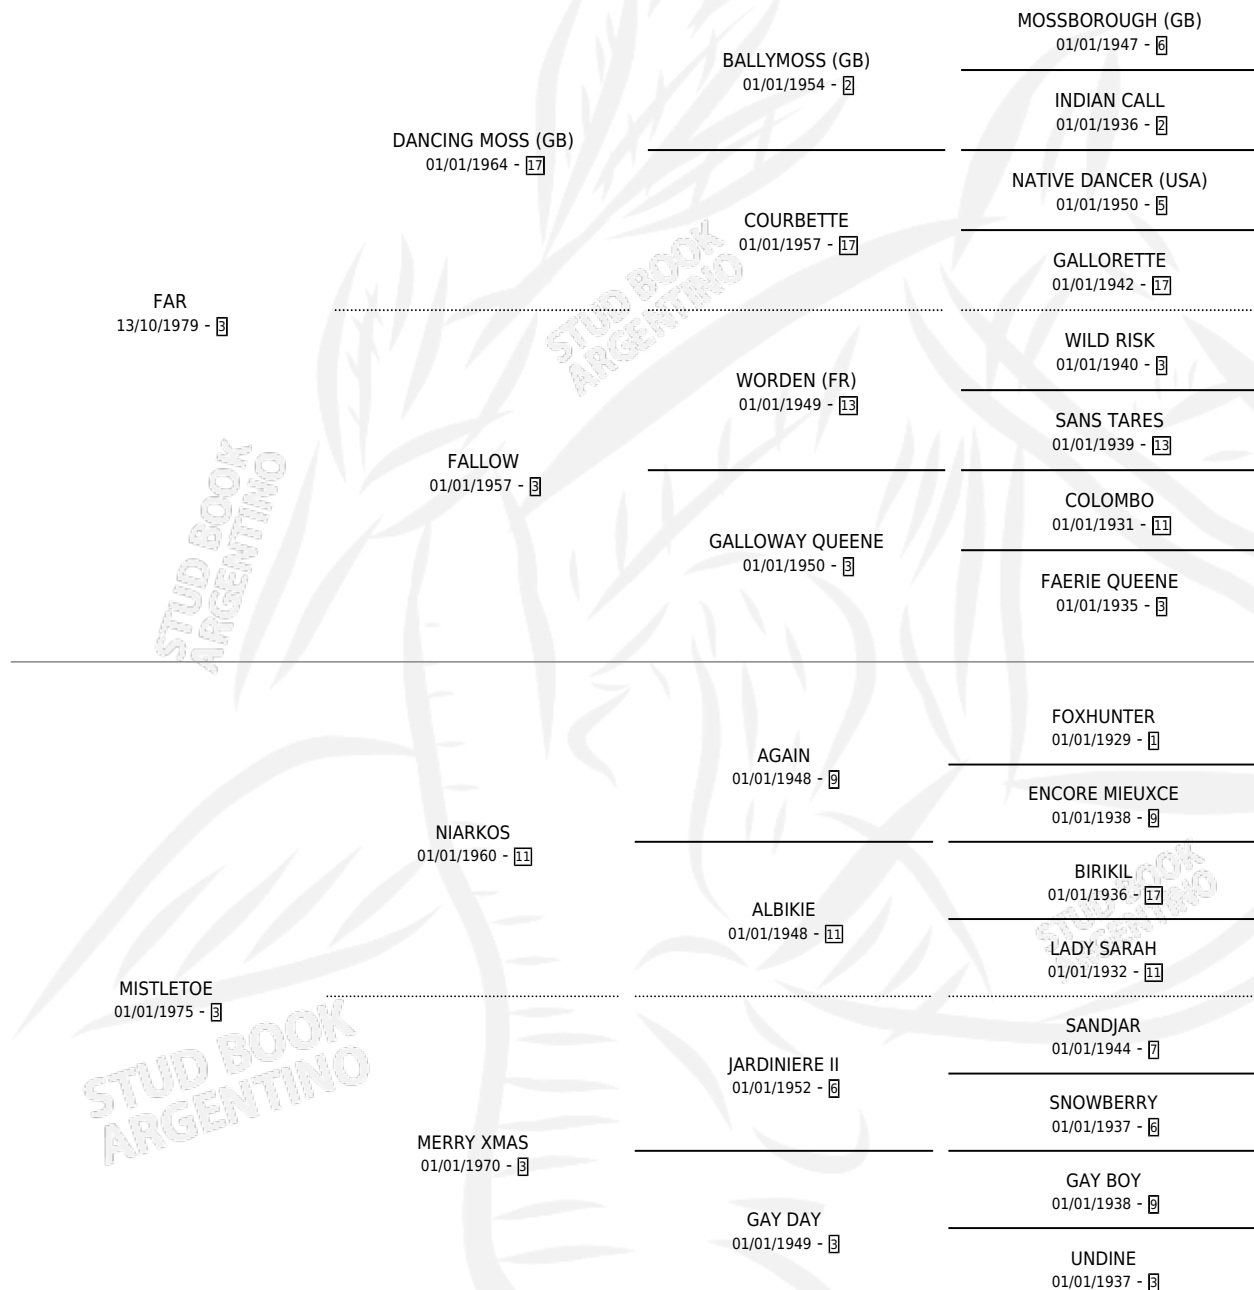 MOSSBOROUGH (GB)
01/01/1947 - 6
BALLYMOSS (GB)
01/01/1954 - 2
INDIAN CALL
01/01/1936 - 2
DANCING MOSS (GB)
01/01/1964 - 17
NATIVE DANCER (USA)
01/01/1950 - 5
COURBETTE
01/01/1957 - 17
GALLORETTE
01/01/1942 - 17
FAR
13/10/1979 - 3
STUD BOOK
ARGENTINO
WILD RISK
01/01/1940 - 3
WORDEN (FR)
01/01/1949 - 13
SANS TARES
01/01/1939 - 13
FALLOW
01/01/1957 - 3
COLOMBO
01/01/1931 - 11
GALLOWAY QUEENE
01/01/1950 - 3
FAERIE QUEENE
01/01/1935 - 3
STUD BOOK
ARGENTINO
FOXHUNTER
01/01/1929 - 1
AGAIN
01/01/1948 - 9
ENCORE MIEUXCE
01/01/1938 - 9
NIARKOS
01/01/1960 - 11
BIRIKIL
01/01/1936 - 17
ALBIKIE
01/01/1948 - 11
LADY SARAH
01/01/1932 - 11
STUD BOOK
ARGENTINO
MISTLETOE
01/01/1975 - 3
SANDJAR
01/01/1944 - 7
JARDINIERE II
01/01/1952 - 6
SNOWBERRY
01/01/1937 - 6
STUD BOOK
ARGENTINO
MERRY XMAS
01/01/1970 - 3
GAY BOY
01/01/1938 - 9
GAY DAY
01/01/1949 - 3
UNDINE
01/01/1937 - 3